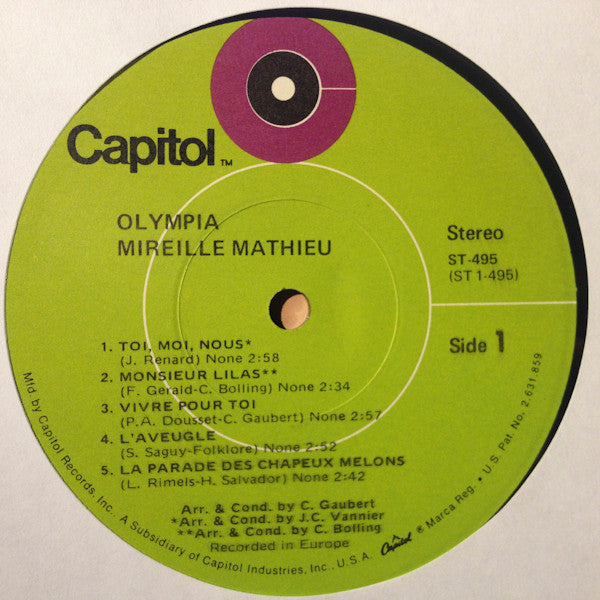 Capitol™
OLYMPIA
MIREILLE MATHIEU
Stereo
ST-495
(ST 1-495)
Side 1
1. TOI, MOI, NOUS*
(J. Renard) None 2:58
2. MONSIEUR LILAS**
(F. Gerald-C. Bolling) None 2:34
3. VIVRE POUR TOI
(P.A. Dousset-C. Gaubert) None 2:57
4. L'AVEUGLE
(S. Saguy-Folklore) None 2:52
5. LA PARADE DES CHAPEUX MELONS
(L. Rimels-H. Salvador) None 2:42
Arr. & Cond. by C. Gaubert
*Arr. & Cond. by J.C. Vannier
**Arr. & Cond. by C. Bolling
Recorded in Europe
Mfd. by Capitol Records, Inc., A Subsidiary of Capitol Industries, Inc., U.S.A. Capitol ® Marca Reg. • U.S. Pat. No. 2,631,859